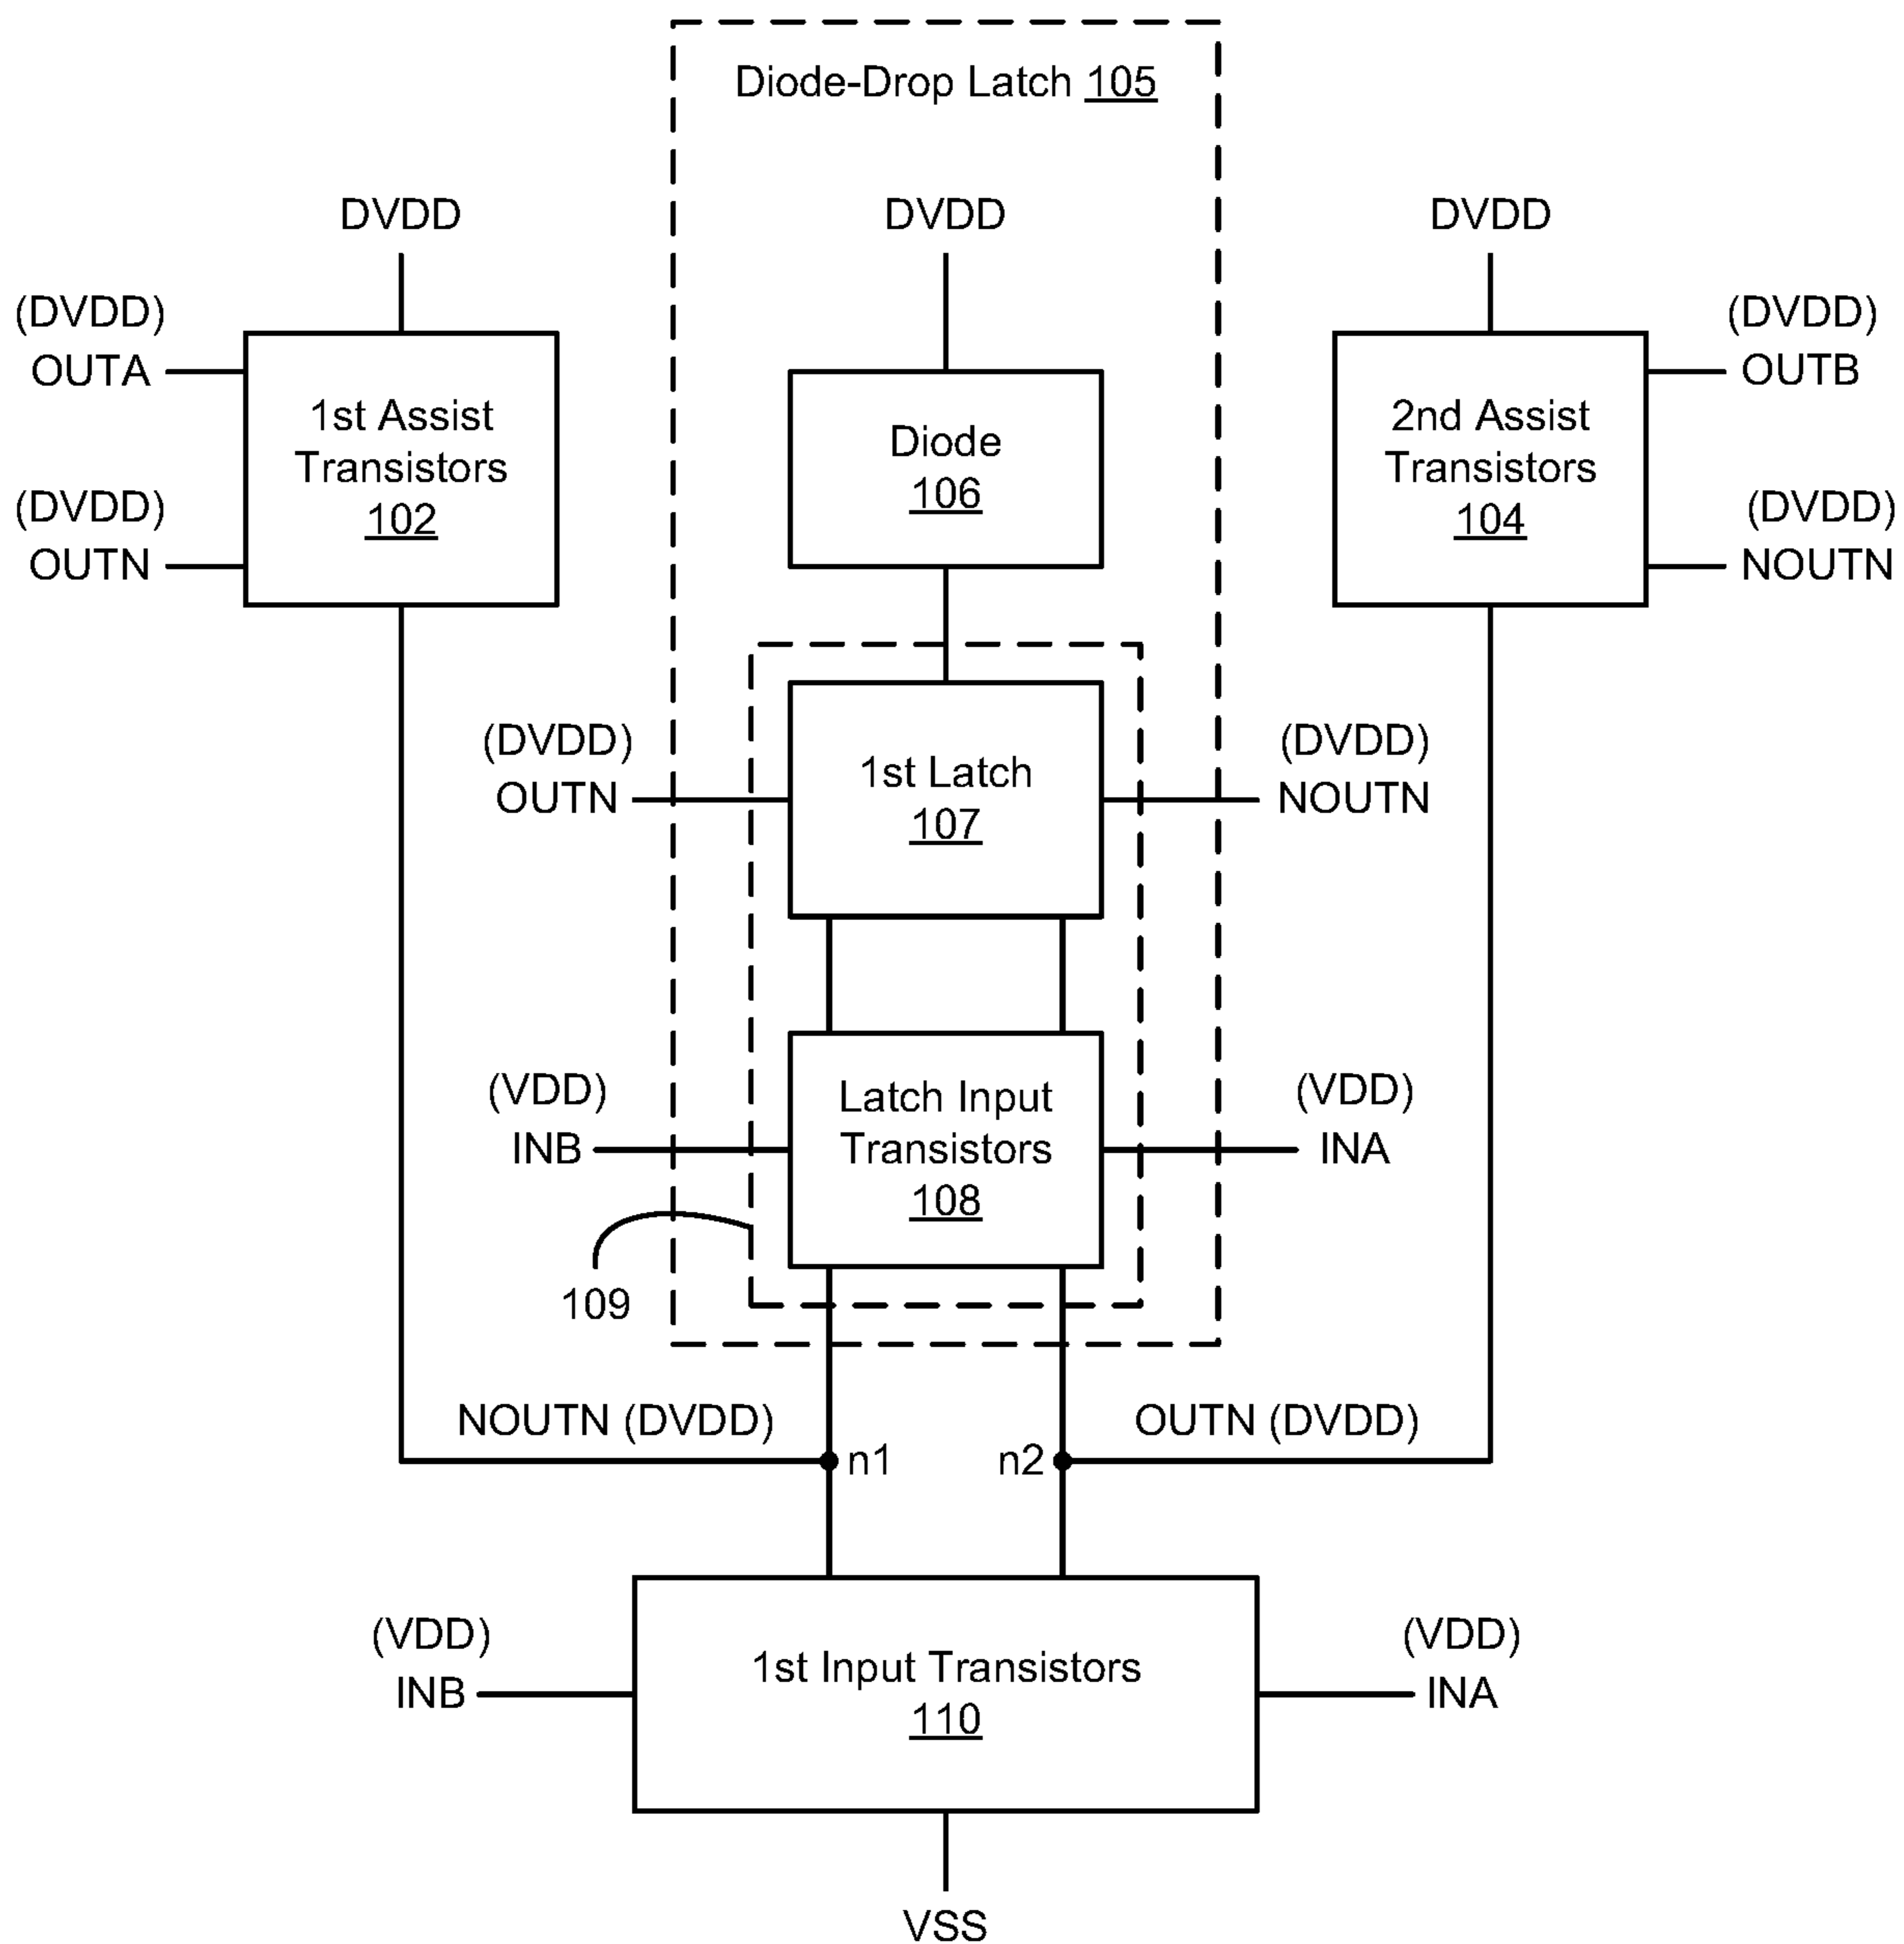 Diode-Drop Latch 105
DVDD
DVDD
DVDD
(DVDD)
OUTA
(DVDD)
OUTN
1st Assist
Transistors
102
Diode
106
2nd Assist
Transistors
104
(DVDD)
OUTB
(DVDD)
NOUTN
(DVDD)
OUTN
1st Latch
107
(DVDD)
NOUTN
(VDD)
INB
Latch Input
Transistors
108
(VDD)
INA
109
NOUTN (DVDD)
n1
n2
OUTN (DVDD)
(VDD)
INB
1st Input Transistors
110
(VDD)
INA
VSS